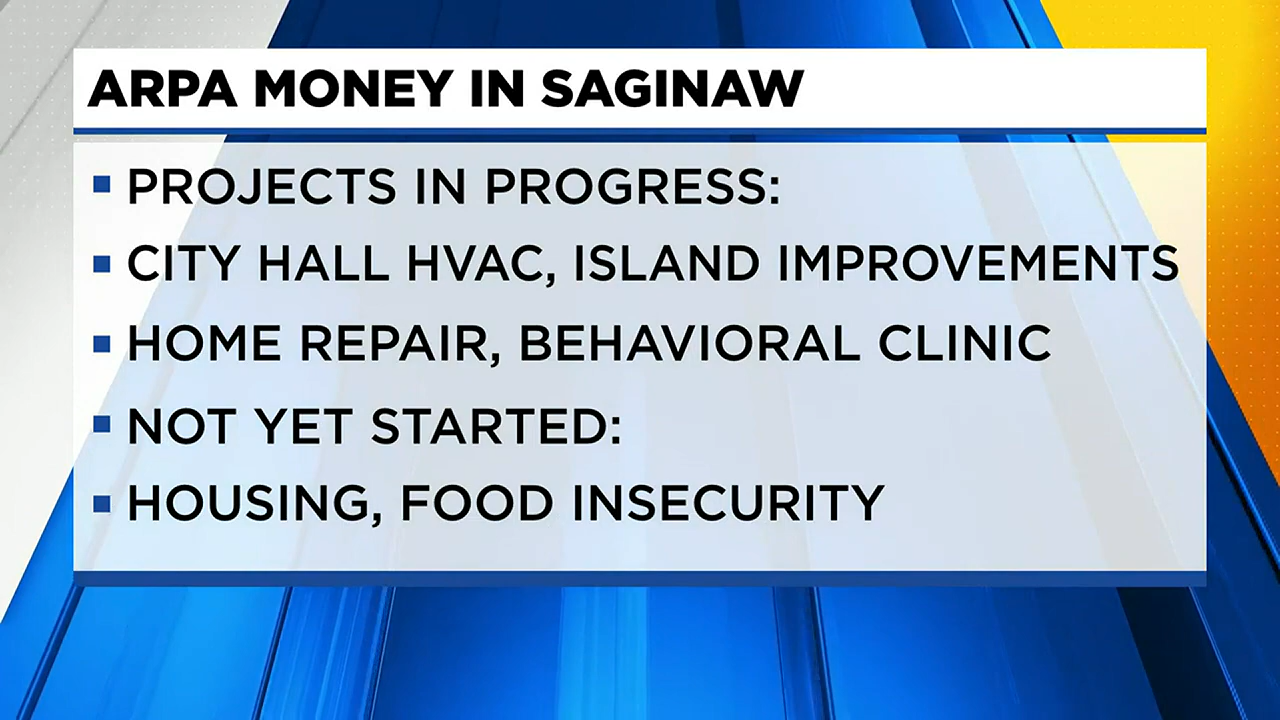 ARPA MONEY IN SAGINAW
PROJECTS IN PROGRESS:
CITY HALL HVAC, ISLAND IMPROVEMENTS
HOME REPAIR, BEHAVIORAL CLINIC
NOT YET STARTED:
HOUSING, FOOD INSECURITY